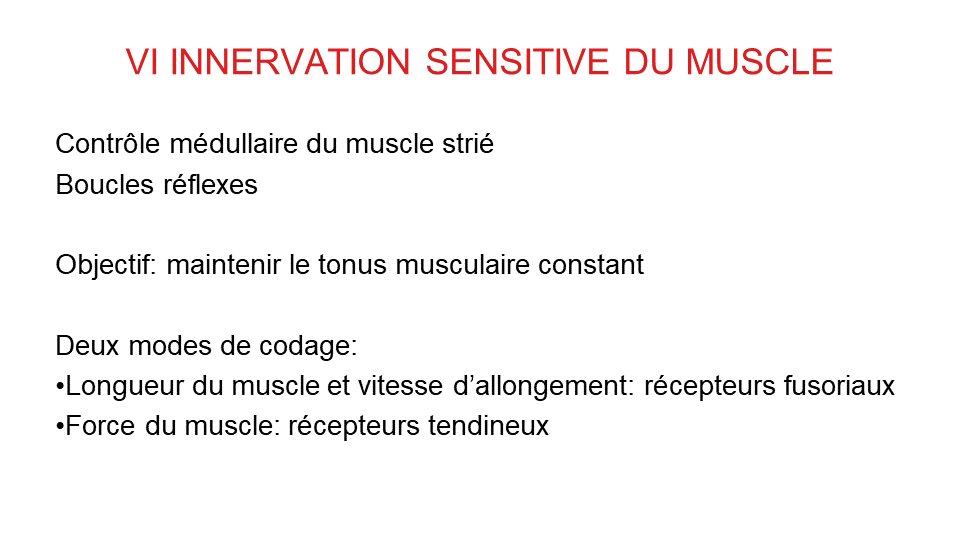 VI INNERVATION SENSITIVE DU MUSCLE
Contrôle médullaire du muscle strié
Boucles réflexes
Objectif: maintenir le tonus musculaire constant
Deux modes de codage:
•Longueur du muscle et vitesse d’allongement: récepteurs fusoriaux
•Force du muscle: récepteurs tendineux